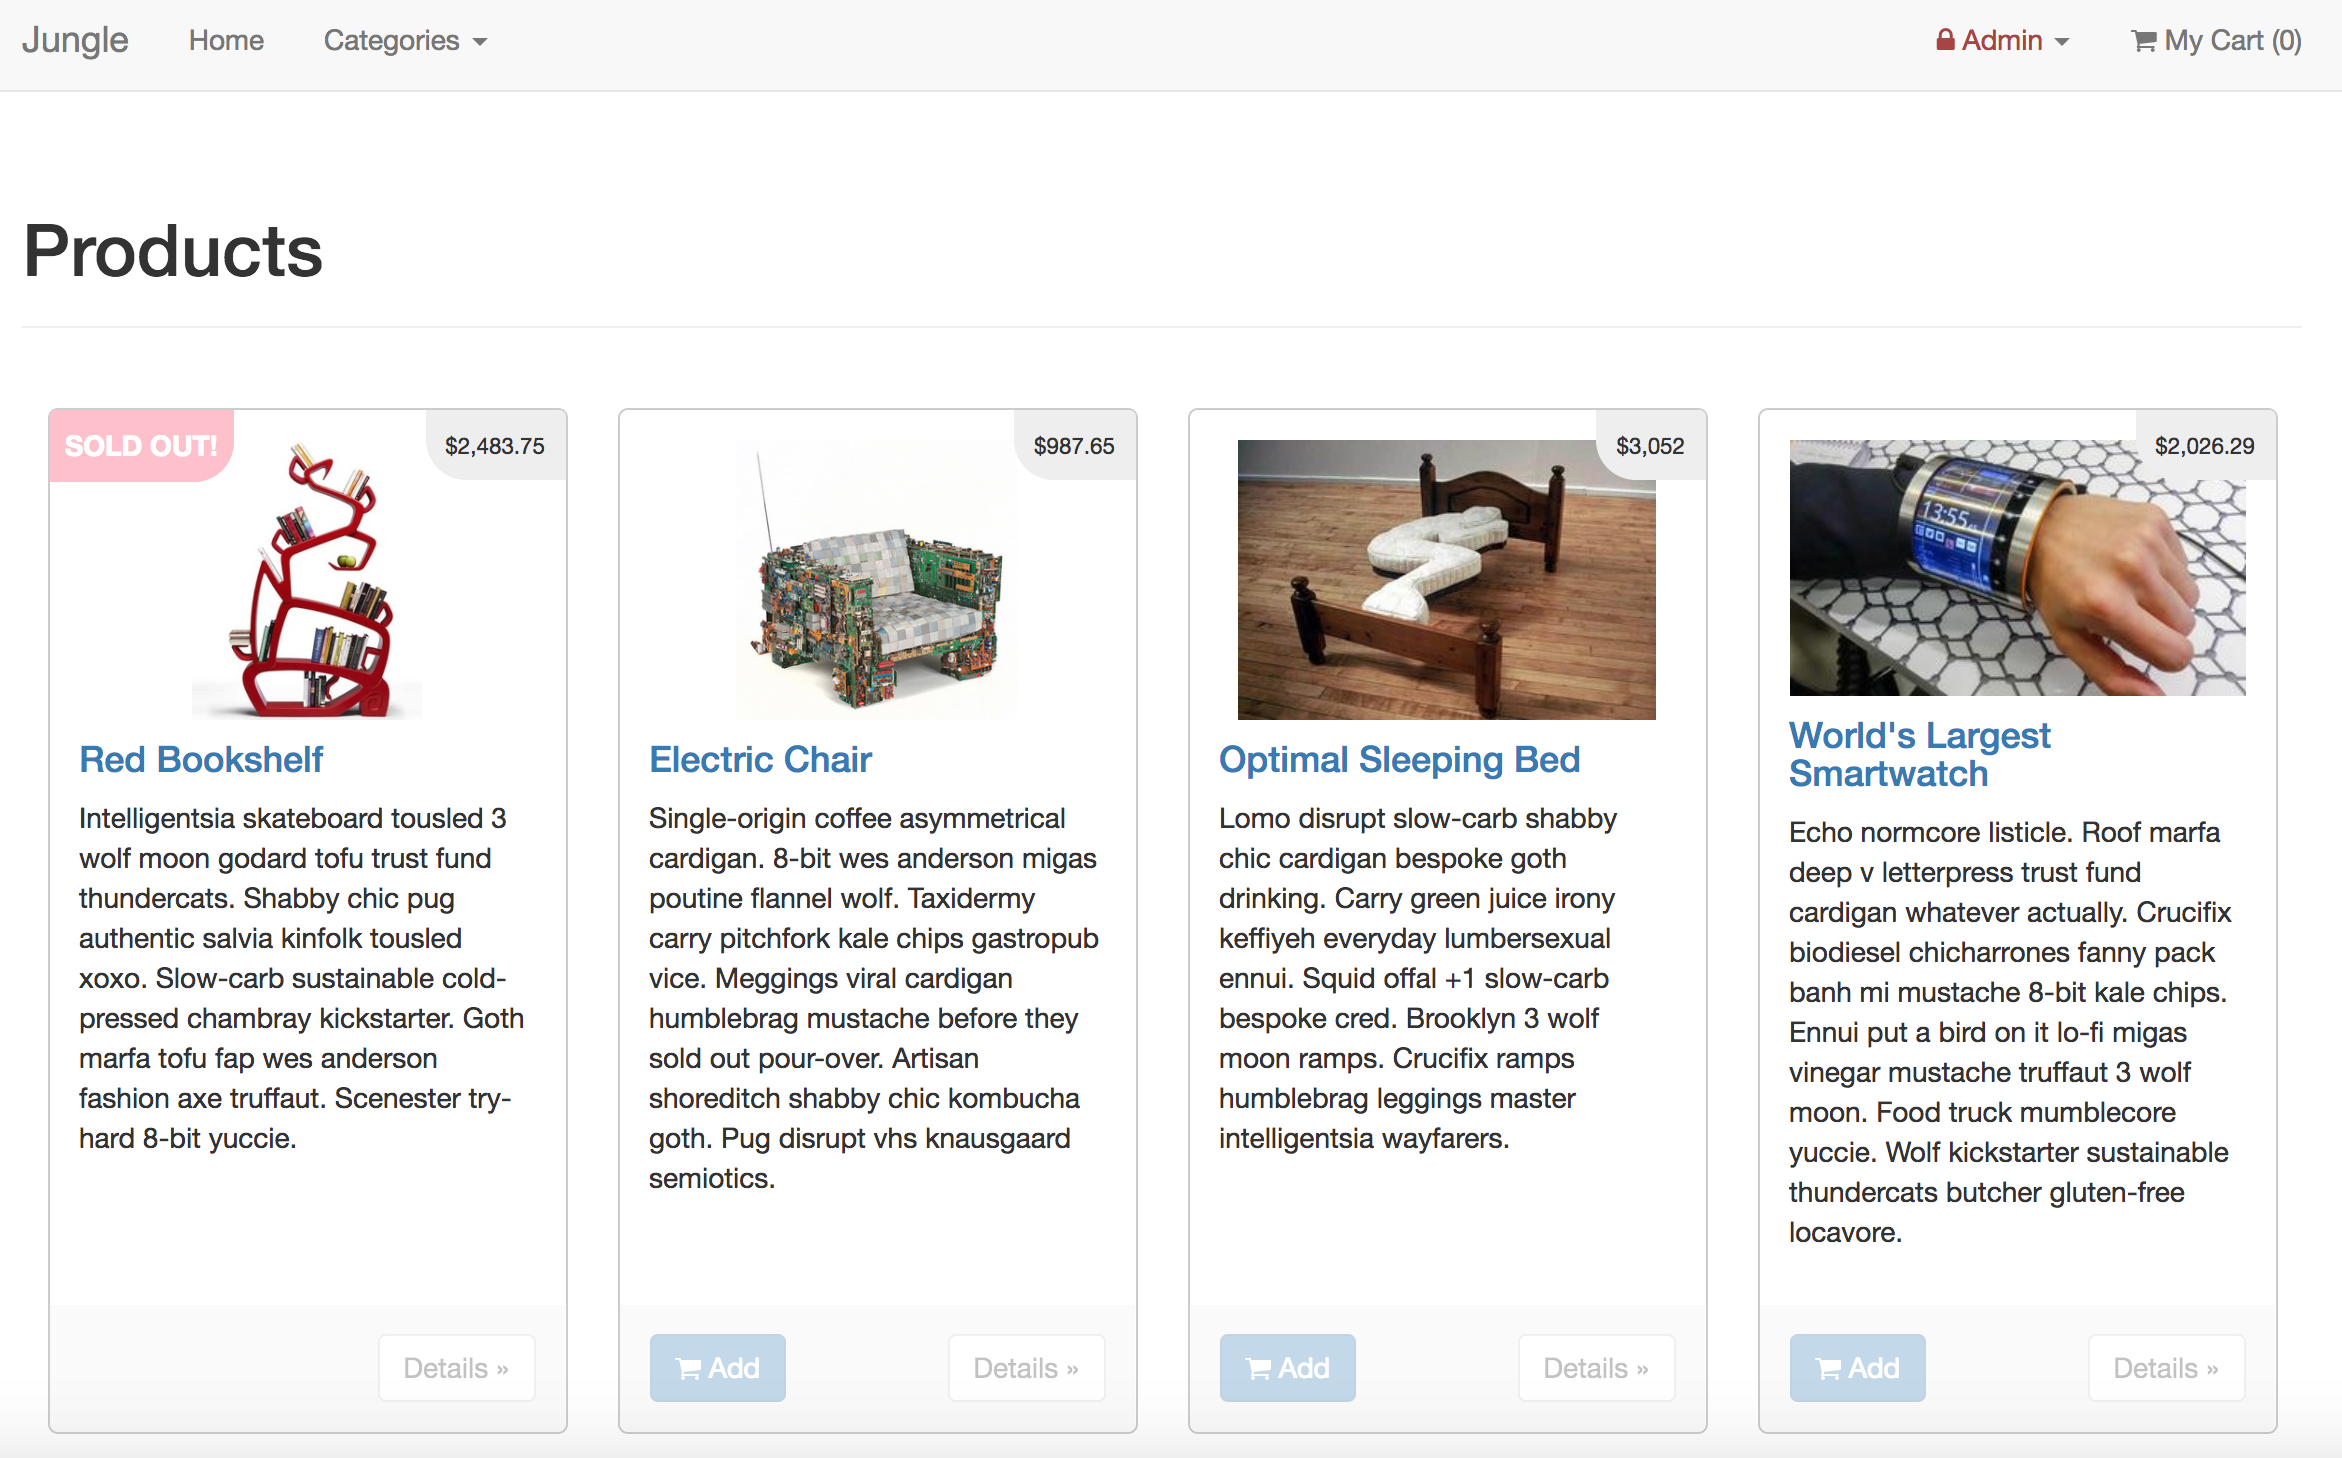 Jungle Home Categories Admin My Cart (0)
Products
SOLD OUT! $2,483.75
Red Bookshelf
Intelligentsia skateboard tousled 3
wolf moon godard tofu trust fund
thundercats. Shabby chic pug
authentic salvia kinfolk tousled
xoxo. Slow-carb sustainable cold-
pressed chambray kickstarter. Goth
marfa tofu fap wes anderson
fashion axe truffaut. Scenester try-
hard 8-bit yuccie.
Details »
$987.65
Electric Chair
Single-origin coffee asymmetrical
cardigan. 8-bit wes anderson migas
poutine flannel wolf. Taxidermy
carry pitchfork kale chips gastropub
vice. Meggings viral cardigan
humblebrag mustache before they
sold out pour-over. Artisan
shoreditch shabby chic kombucha
goth. Pug disrupt vhs knausgaard
semiotics.
Add Details »
$3,052
Optimal Sleeping Bed
Lomo disrupt slow-carb shabby
chic cardigan bespoke goth
drinking. Carry green juice irony
keffiyeh everyday lumbersexual
ennui. Squid offal +1 slow-carb
bespoke cred. Brooklyn 3 wolf
moon ramps. Crucifix ramps
humblebrag leggings master
intelligentsia wayfarers.
Add Details »
$2,026.29
13:55
World's Largest
Smartwatch
Echo normcore listicle. Roof marfa
deep v letterpress trust fund
cardigan whatever actually. Crucifix
biodiesel chicharrones fanny pack
banh mi mustache 8-bit kale chips.
Ennui put a bird on it lo-fi migas
vinegar mustache truffaut 3 wolf
moon. Food truck mumblecore
yuccie. Wolf kickstarter sustainable
thundercats butcher gluten-free
locavore.
Add Details »